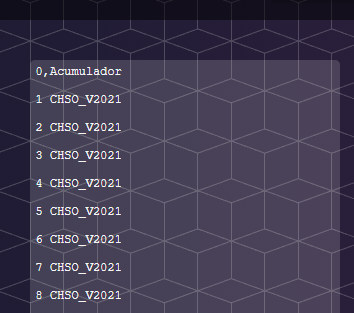 0,Acumulador
1 CHSO_V2021
2 CHSO_V2021
3 CHSO_V2021
4 CHSO_V2021
5 CHSO_V2021
6 CHSO_V2021
7 CHSO_V2021
8 CHSO_V2021